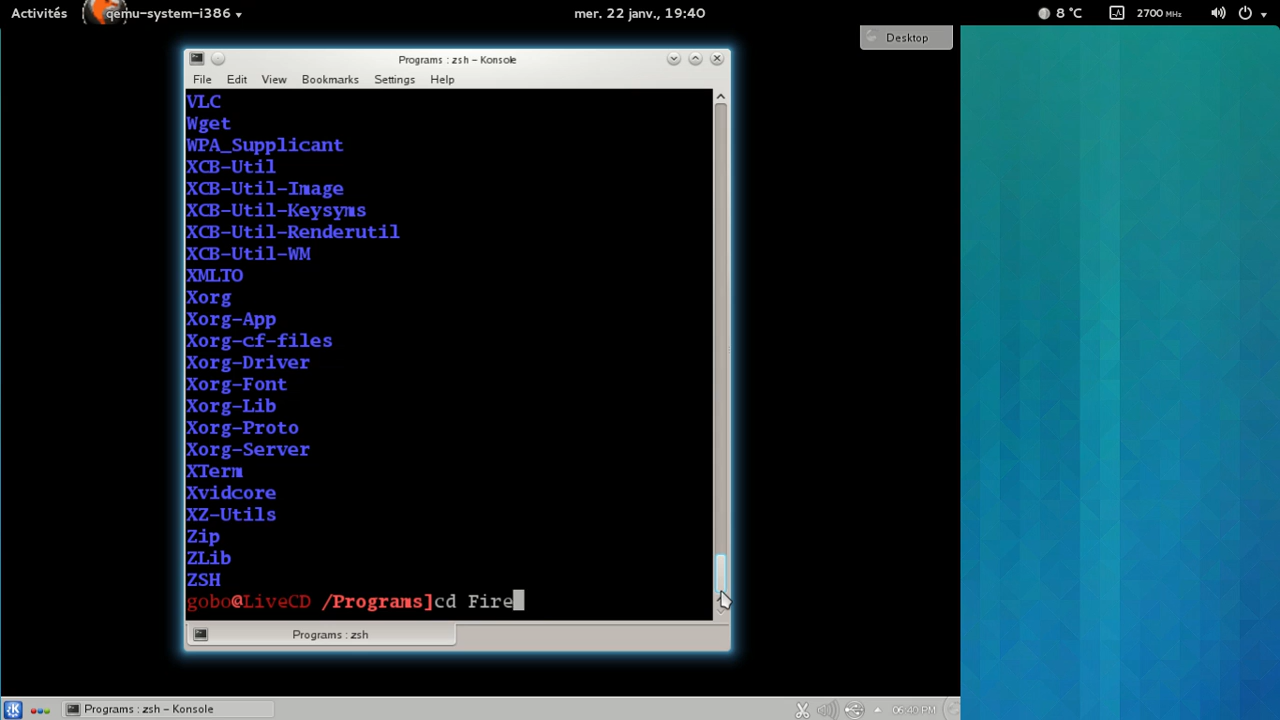 Activités
qemu-system-i386
mer. 22 janv., 19:40
8 °C
2700 MHz
Desktop
Programs : zsh – Konsole
File Edit View Bookmarks Settings Help
VLC
Wget
WPA_Supplicant
XCB-Util
XCB-Util-Image
XCB-Util-Keysyms
XCB-Util-Renderutil
XCB-Util-WM
XMLTO
Xorg
Xorg-App
Xorg-cf-files
Xorg-Driver
Xorg-Font
Xorg-Lib
Xorg-Proto
Xorg-Server
XTerm
Xvidcore
XZ-Utils
Zip
ZLib
ZSH
gobo@LiveCD /Programs]cd Fire
Programs : zsh
Programs : zsh – Konsole
06:40 PM